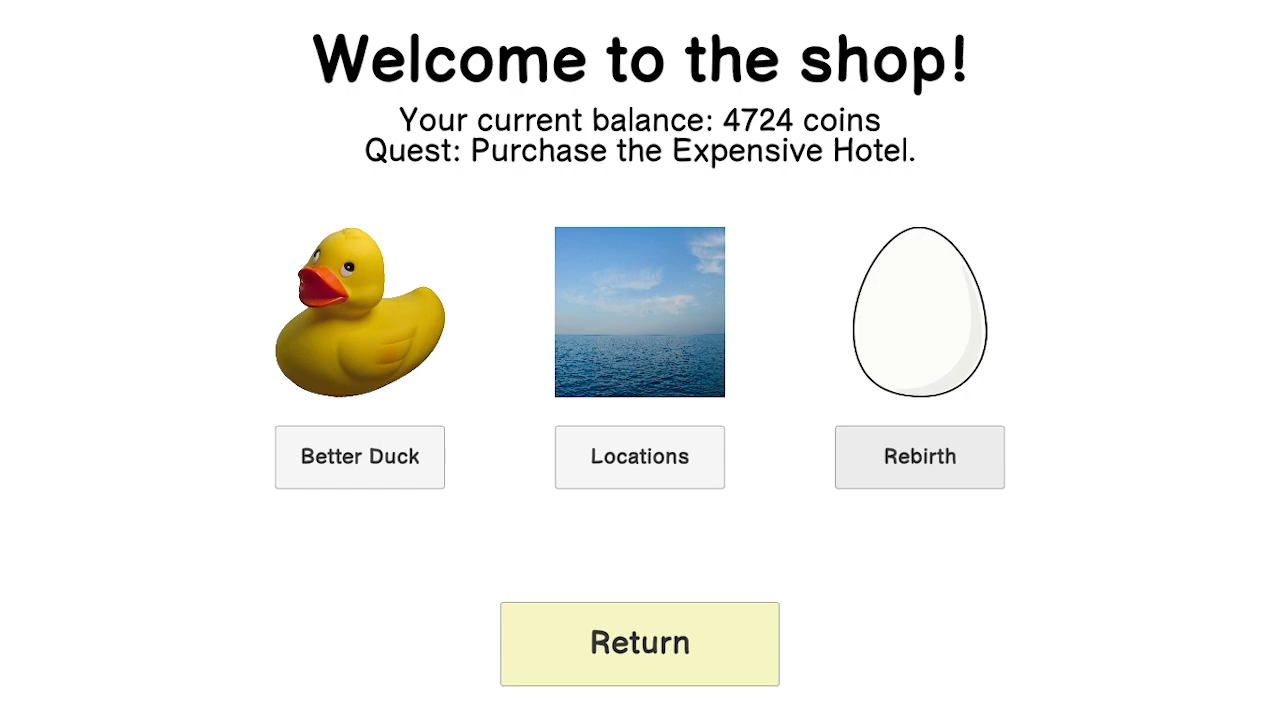 Welcome to the shop!
Your current balance: 4724 coins
Quest: Purchase the Expensive Hotel.
Better Duck
Locations
Rebirth
Return